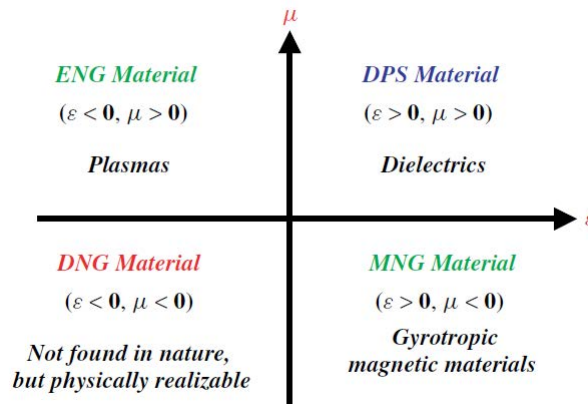 μ
ENG Material
(ε < 0, μ > 0)
Plasmas
DPS Material
(ε > 0, μ > 0)
Dielectrics
ε
DNG Material
(ε < 0, μ < 0)
Not found in nature,
but physically realizable
MNG Material
(ε > 0, μ < 0)
Gyrotropic
magnetic materials